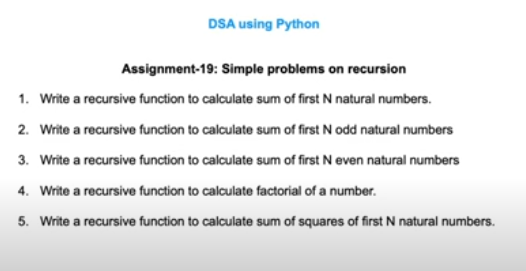 DSA using Python
Assignment-19: Simple problems on recursion
1. Write a recursive function to calculate sum of first N natural numbers.
2. Write a recursive function to calculate sum of first N odd natural numbers
3. Write a recursive function to calculate sum of first N even natural numbers
4. Write a recursive function to calculate factorial of a number.
5. Write a recursive function to calculate sum of squares of first N natural numbers.